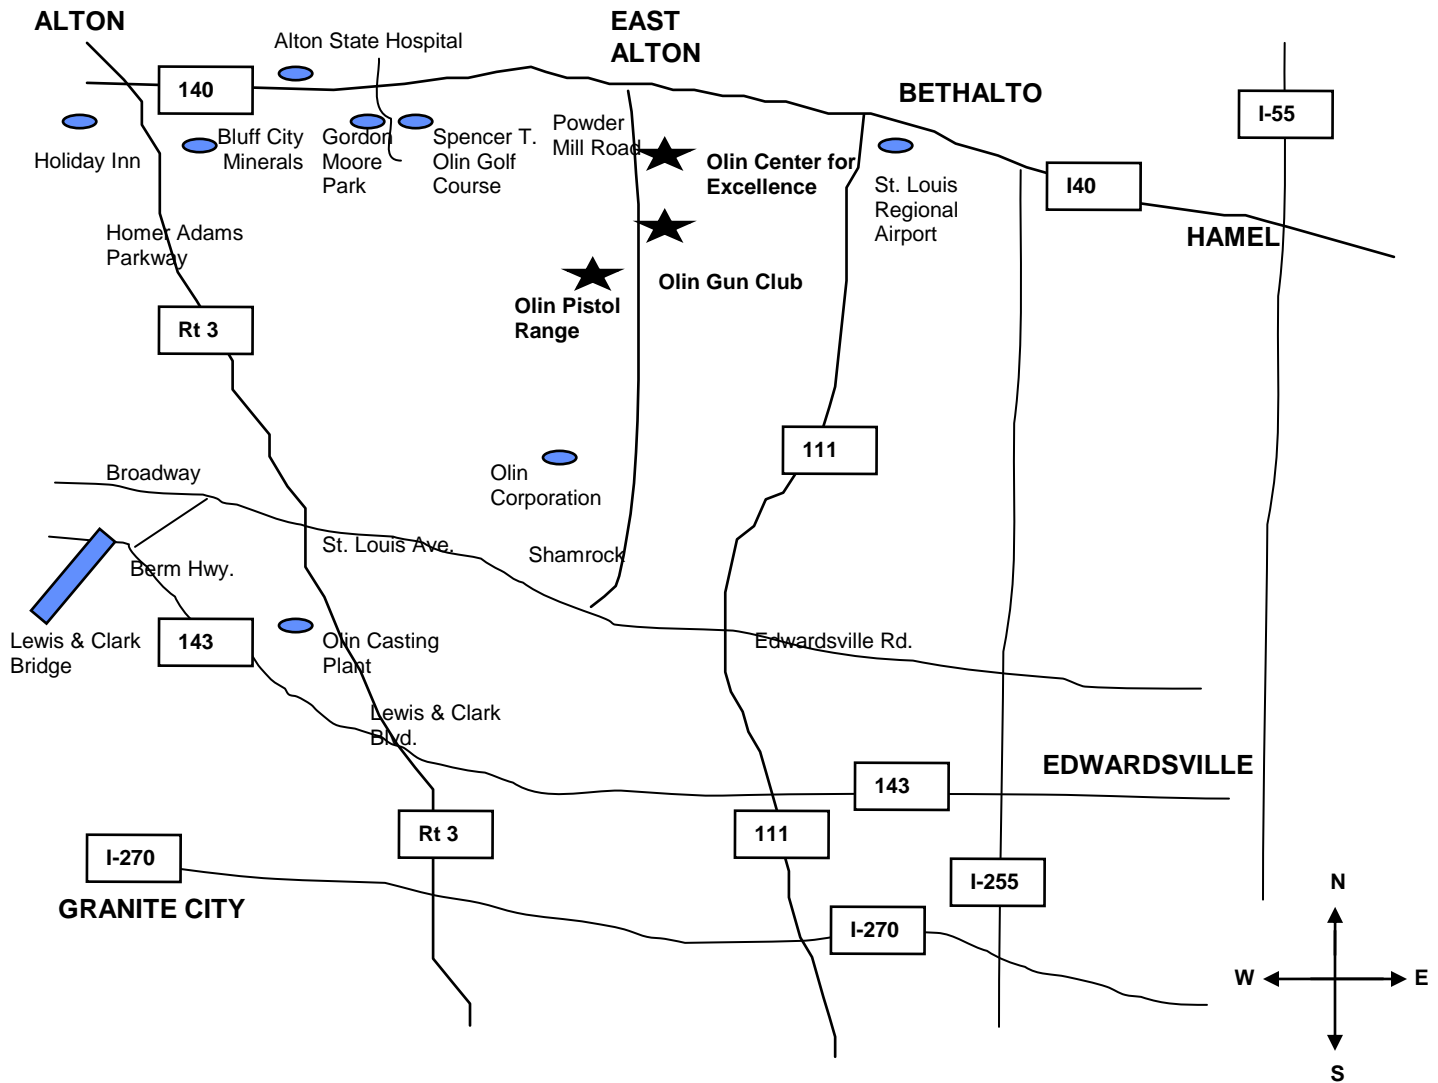 ALTON
EAST
ALTON
Alton State Hospital
140
BETHALTO
I-55
Holiday Inn
Bluff City
Minerals
Gordon
Moore
Park
Spencer T.
Olin Golf
Course
Powder
Mill Road
Olin Center for
Excellence
St. Louis
Regional
Airport
I40
HAMEL
Homer Adams
Parkway
Olin Gun Club
Olin Pistol
Range
Rt 3
111
Broadway
Olin
Corporation
St. Louis Ave.
Shamrock
Berm Hwy.
Lewis & Clark
Bridge
143
Olin Casting
Plant
Edwardsville Rd.
Lewis & Clark
Blvd.
EDWARDSVILLE
143
Rt 3
111
I-270
GRANITE CITY
I-255
I-270
N
W
E
S